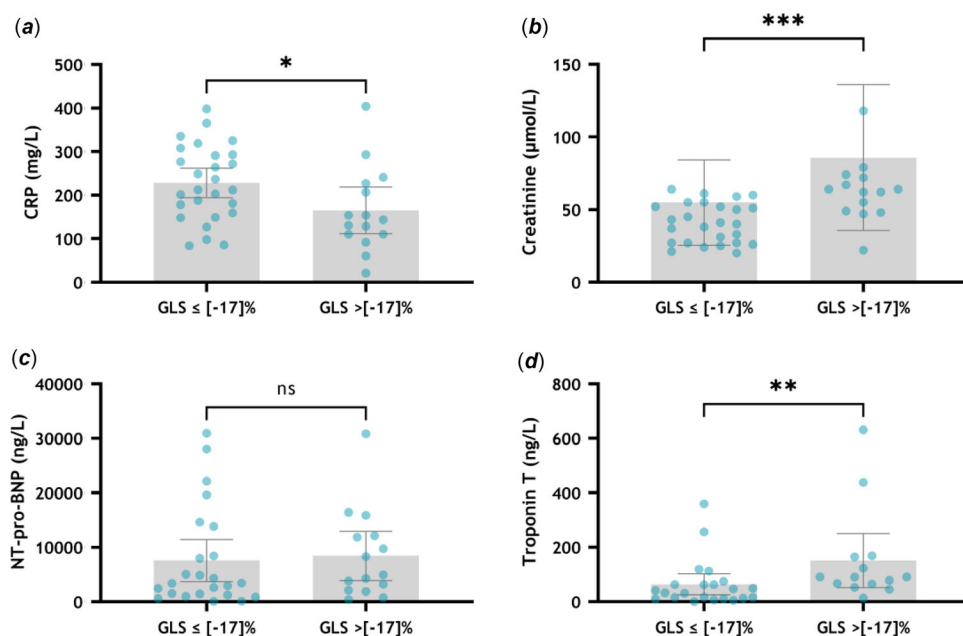 (a)
*
CRP (mg/L)
500
400
300
200
100
0
GLS ≤ [-17]%
GLS >[-17]%
(b)
***
Creatinine (μmol/L)
150
100
50
0
GLS ≤ [-17]%
GLS >[-17]%
(c)
ns
NT-pro-BNP (ng/L)
40000
30000
20000
10000
0
GLS ≤ [-17]%
GLS >[-17]%
(d)
**
Troponin T (ng/L)
800
600
400
200
0
GLS ≤ [-17]%
GLS >[-17]%